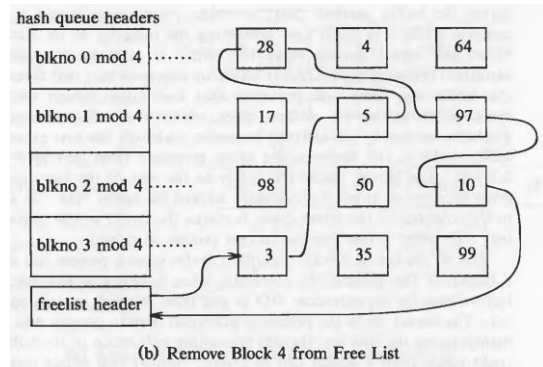 hash queue headers
blkno 0 mod 4 28 4 64
blkno 1 mod 4 17 5 97
blkno 2 mod 4 98 50 10
blkno 3 mod 4 3 35 99
freelist header
(b) Remove Block 4 from Free List